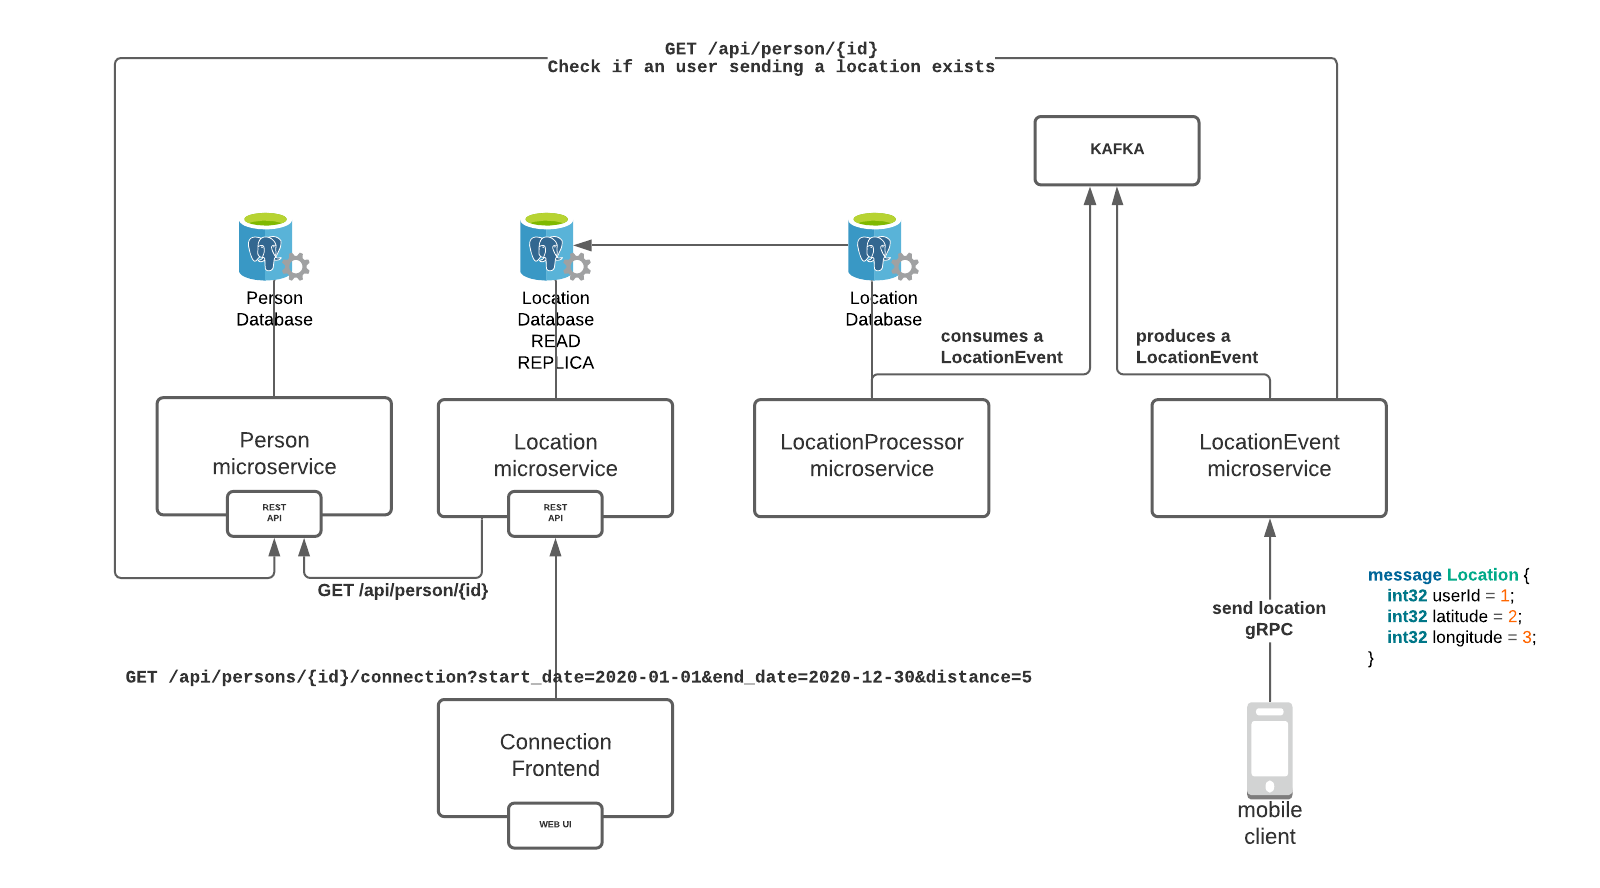 GET /api/person/{id}
Check if an user sending a location exists
KAFKA
Person
Database
Location
Database
READ
REPLICA
Location
Database
consumes a
LocationEvent
produces a
LocationEvent
Person
microservice
REST
API
Location
microservice
REST
API
LocationProcessor
microservice
LocationEvent
microservice
GET /api/person/{id}
message Location {
int32 userId = 1;
int32 latitude = 2;
int32 longitude = 3;
}
send location
gRPC
GET /api/persons/{id}/connection?start_date=2020-01-01&end_date=2020-12-30&distance=5
Connection
Frontend
WEB UI
mobile
client